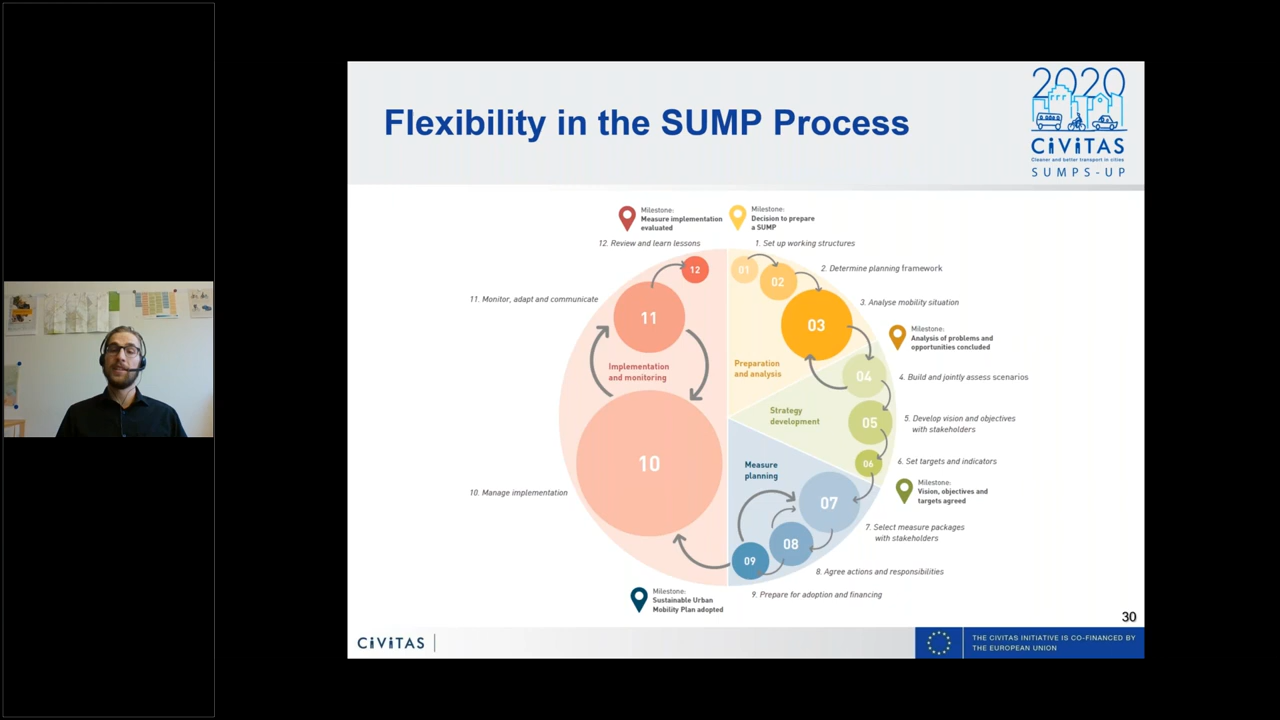 Flexibility in the SUMP Process
2020
CiViTAS
Cleaner and better transport in cities
SUMPS-UP
Milestone:
Measure implementation
evaluated
Milestone:
Decision to prepare
a SUMP
12. Review and learn lessons
1. Set up working structures
12
01
02
2. Determine planning framework
11. Monitor, adapt and communicate
3. Analyse mobility situation
11
03
Milestone:
Analysis of problems and
opportunities concluded
Implementation
and monitoring
Preparation
and analysis
04
4. Build and jointly assess scenarios
Strategy
development
05
5. Develop vision and objectives
with stakeholders
10
06
6. Set targets and indicators
Measure
planning
Milestone:
Vision, objectives and
targets agreed
10. Manage implementation
07
7. Select measure packages
with stakeholders
08
09
8. Agree actions and responsibilities
Milestone:
Sustainable Urban
Mobility Plan adopted
9. Prepare for adoption and financing
30
CiViTAS
THE CIVITAS INITIATIVE IS CO-FINANCED BY
THE EUROPEAN UNION